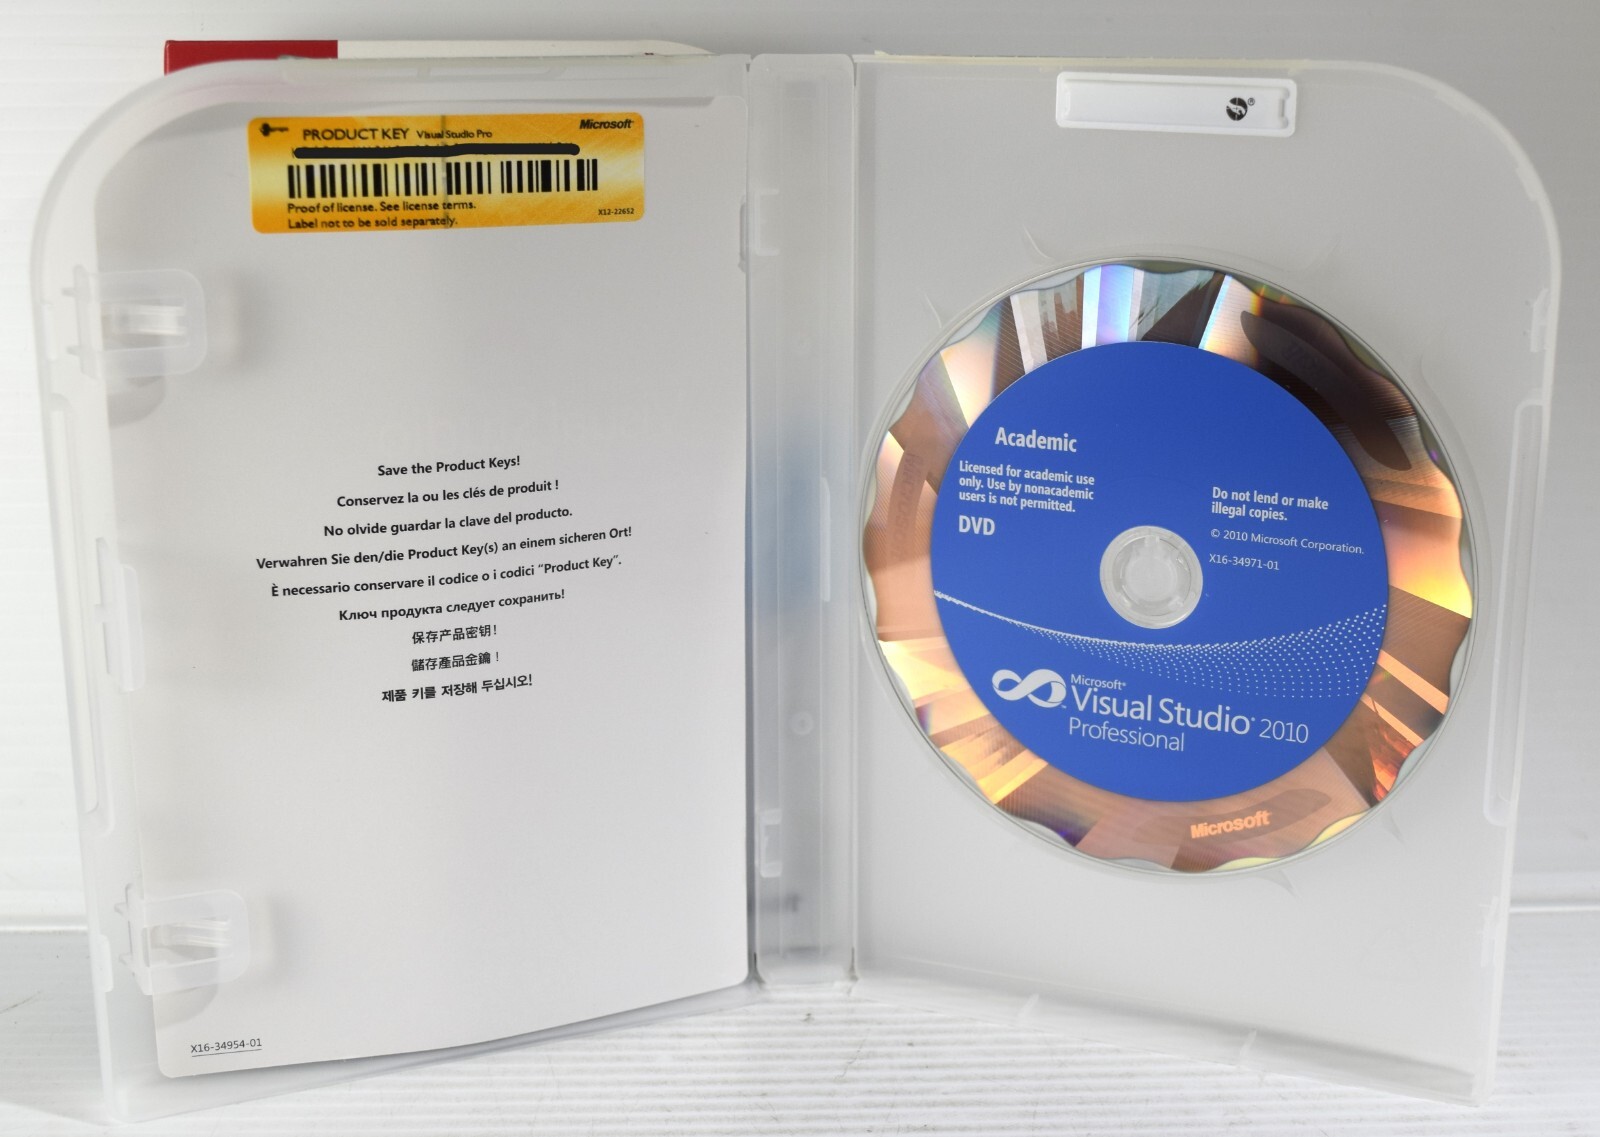 PRODUCT KEY Visual Studio Pro
Microsoft
Proof of license. See license terms.
Label not to be sold separately.
X12-22652
Save the Product Keys!
Conservez la ou les clés de produit !
No olvide guardar la clave del producto.
Verwahren Sie den/die Product Key(s) an einem sicheren Ort!
È necessario conservare il codice o i codici “Product Key”.
Ключ продукта следует сохранить!
保存产品密钥!
儲存產品金鑰 !
제품 키를 저장해 두십시오!
X16-34954-01
Academic
Licensed for academic use
only. Use by nonacademic
users is not permitted.
DVD
Do not lend or make
illegal copies.
© 2010 Microsoft Corporation.
X16-34971-01
Microsoft®
Visual Studio® 2010
Professional
Microsoft